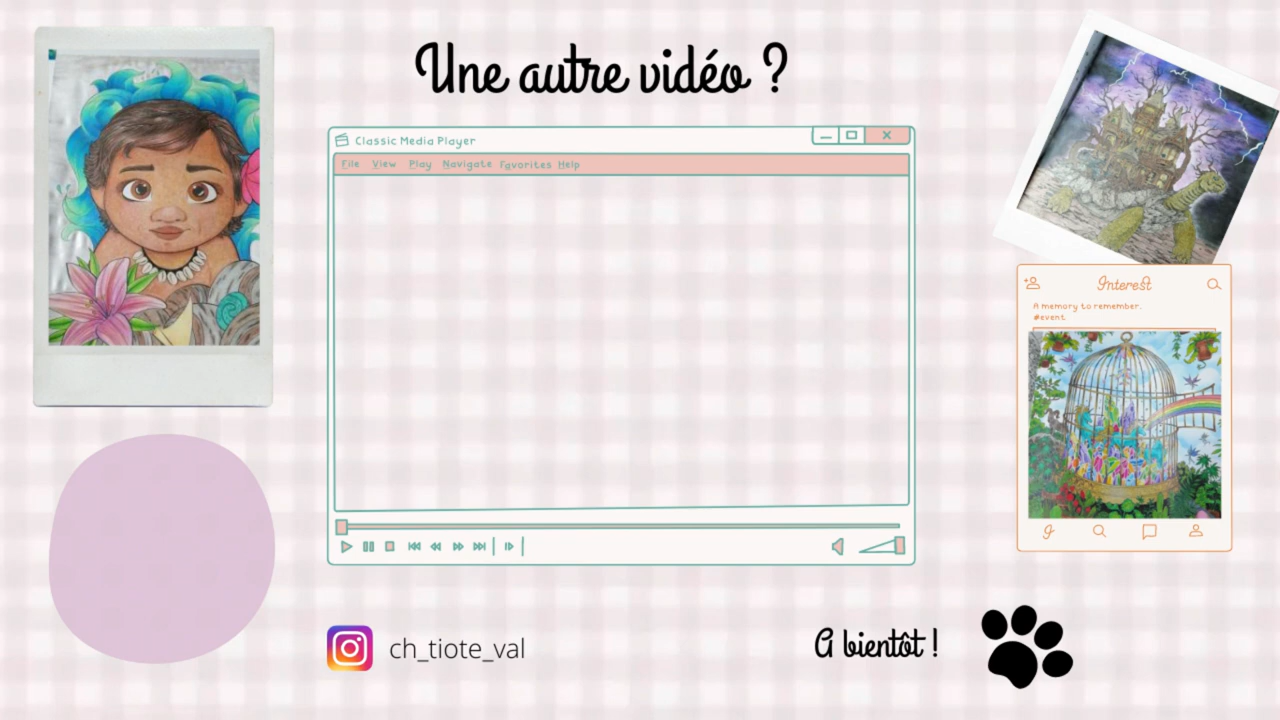 Une autre vidéo ?
Classic Media Player
File View Play Navigate Favorites Help
Interest
A memory to remember.
#event
ch_tiote_val
A bientôt !